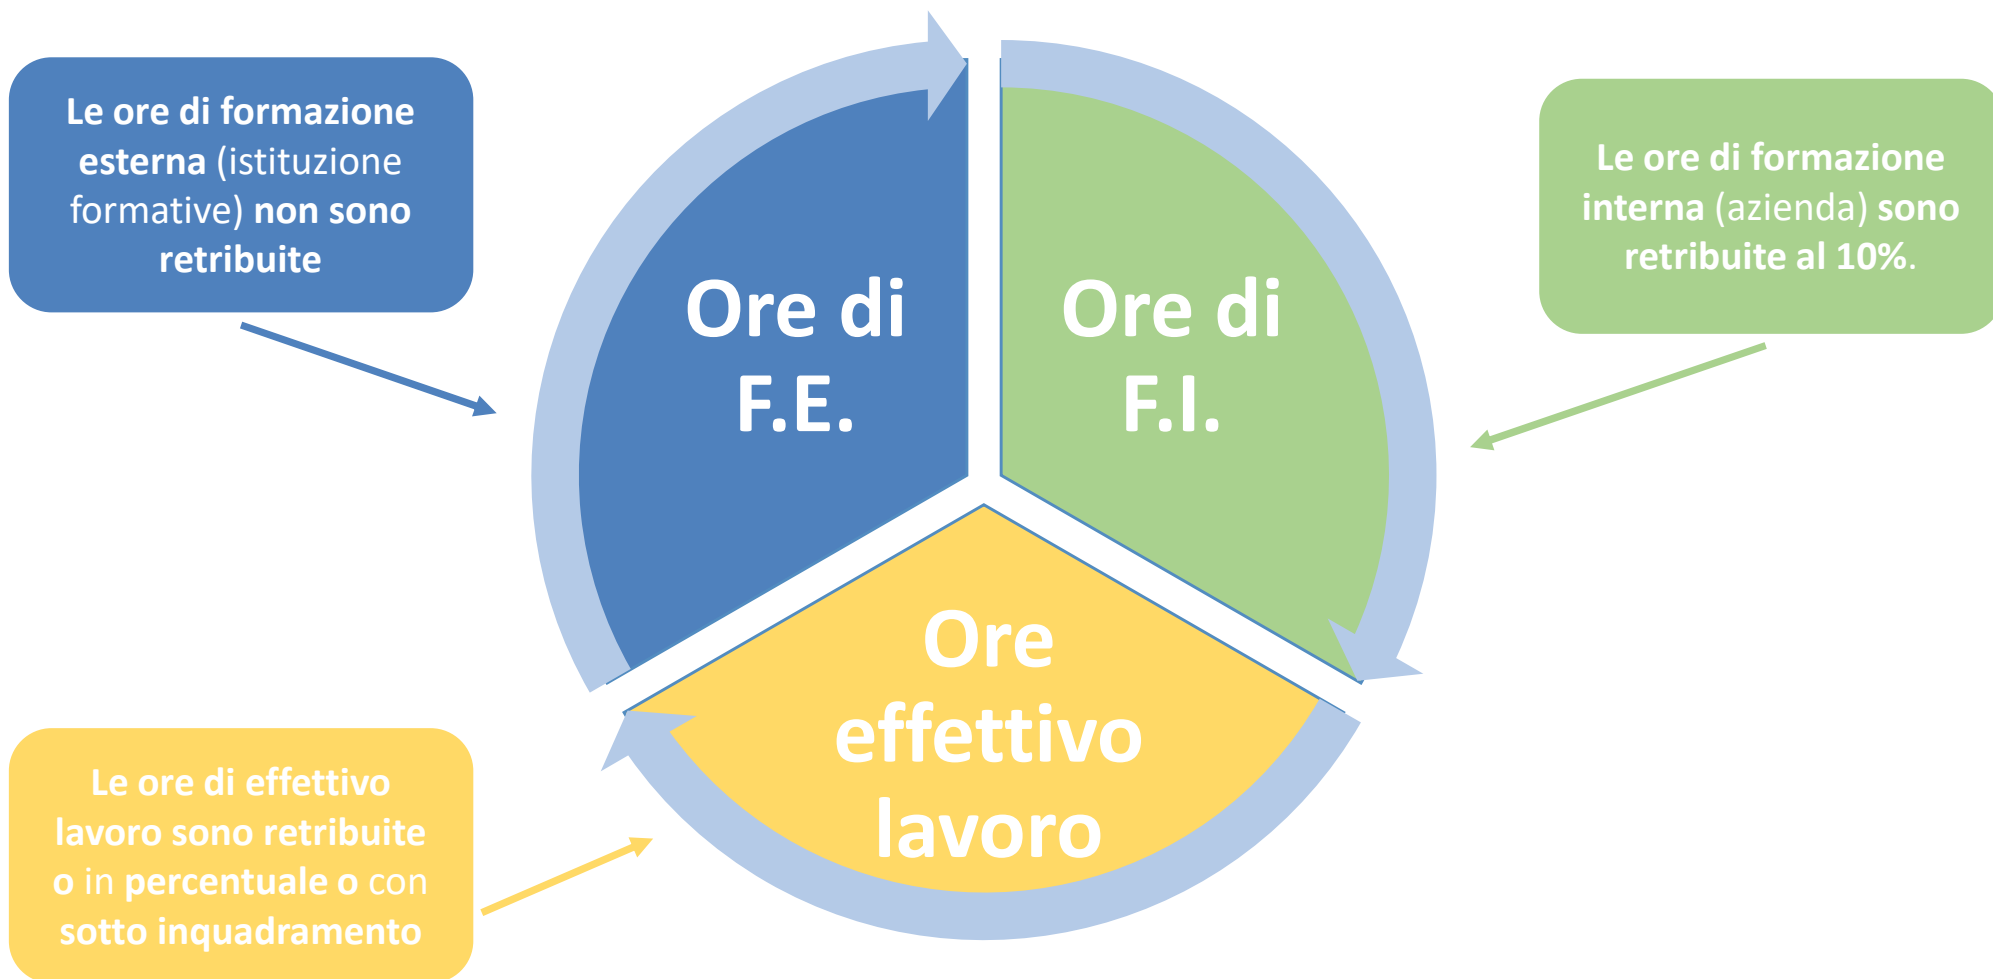 Le ore di formazione
esterna (istituzione
formative) non sono
retribuite
Ore di
F.E.
Ore di
F.I.
Le ore di formazione
interna (azienda) sono
retribuite al 10%.
Ore
effettivo
lavoro
Le ore di effettivo
lavoro sono retribuite
o in percentuale o con
sotto inquadramento